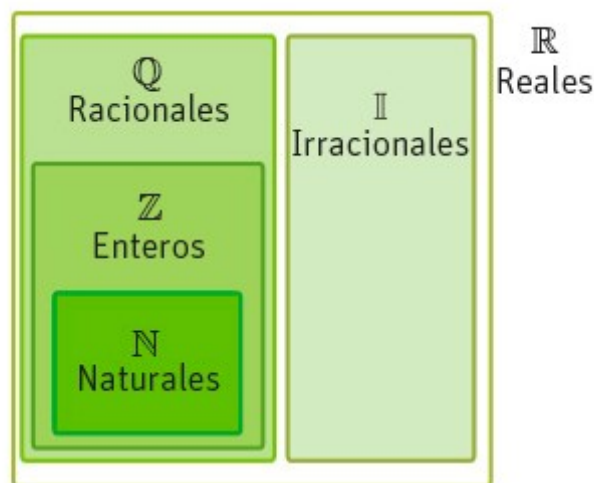 ℚ
Racionales
ℤ
Enteros
ℕ
Naturales
𝕀
Irracionales
ℝ
Reales